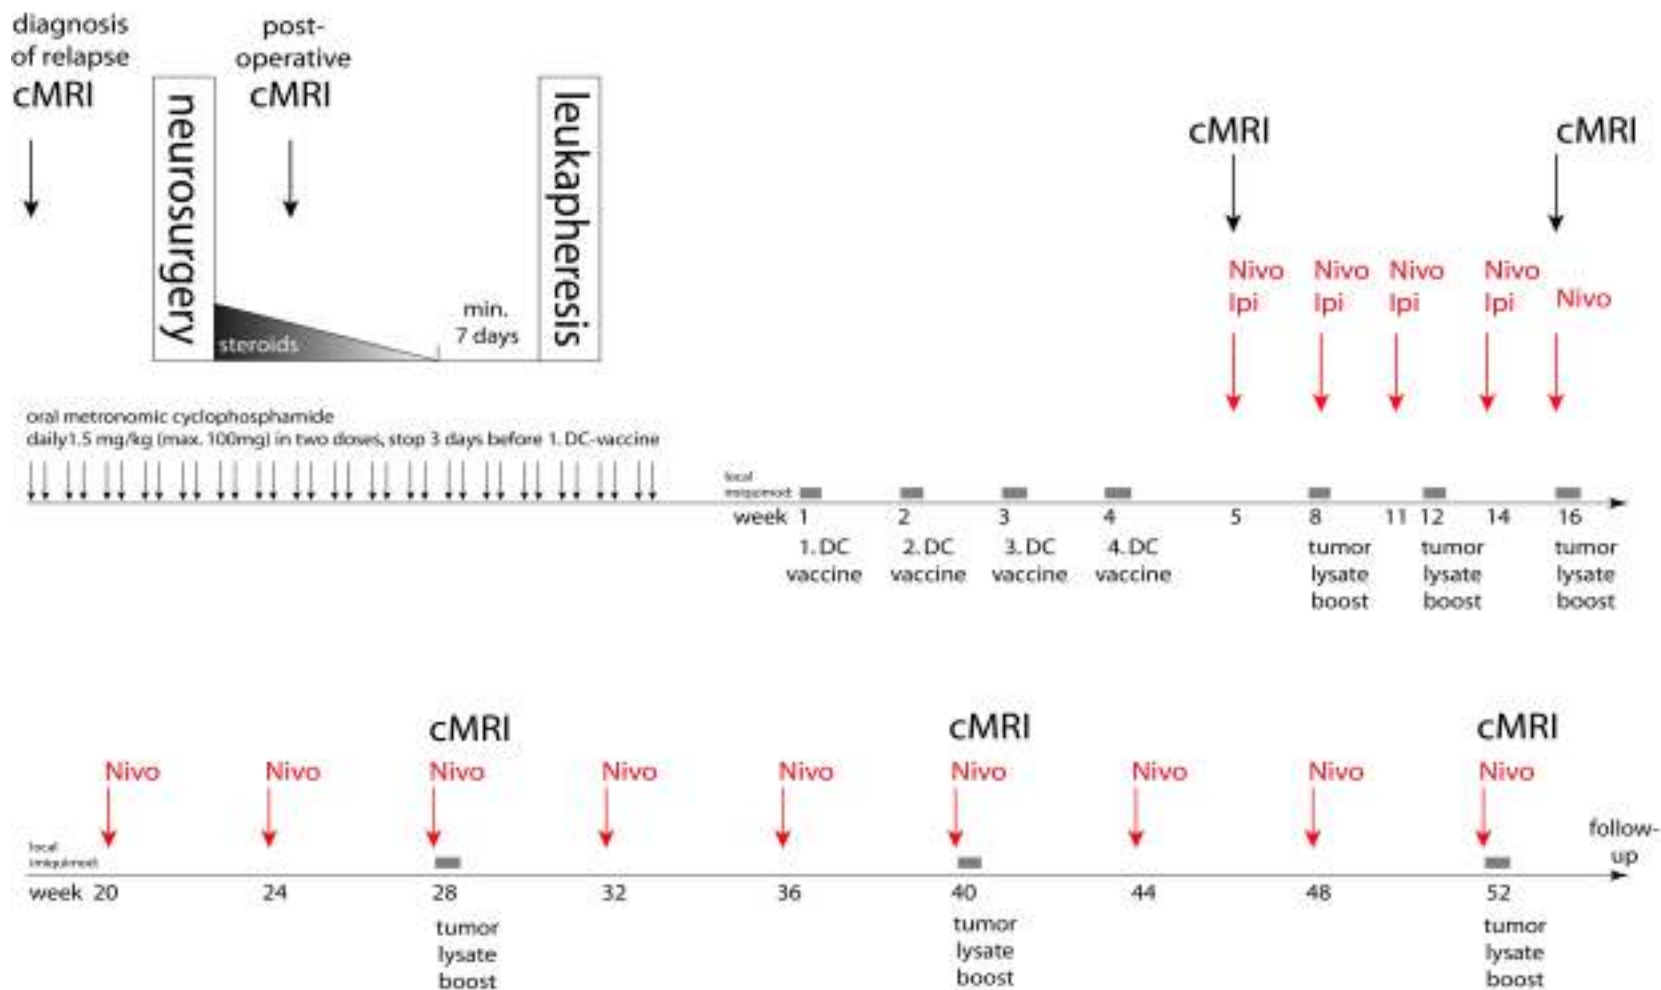 diagnosis
of relapse
cMRI
post-
operative
cMRI
neurosurgery
steroids
min.
7 days
leukapheresis
cMRI
cMRI
Nivo
Ipi
Nivo
Ipi
Nivo
Ipi
Nivo
Ipi
Nivo
oral metronomic cyclophosphamide
daily1.5 mg/kg (max. 100mg) in two doses, stop 3 days before 1. DC-vaccine
local
imiquimod:
week 1 2 3 4 5 8 11 12 14 16
1. DC
vaccine
2. DC
vaccine
3. DC
vaccine
4. DC
vaccine
tumor
lysate
boost
tumor
lysate
boost
tumor
lysate
boost
cMRI
cMRI
cMRI
Nivo
Nivo
Nivo
Nivo
Nivo
Nivo
Nivo
Nivo
Nivo
follow-
up
local
imiquimod:
week 20 24 28 32 36 40 44 48 52
tumor
lysate
boost
tumor
lysate
boost
tumor
lysate
boost